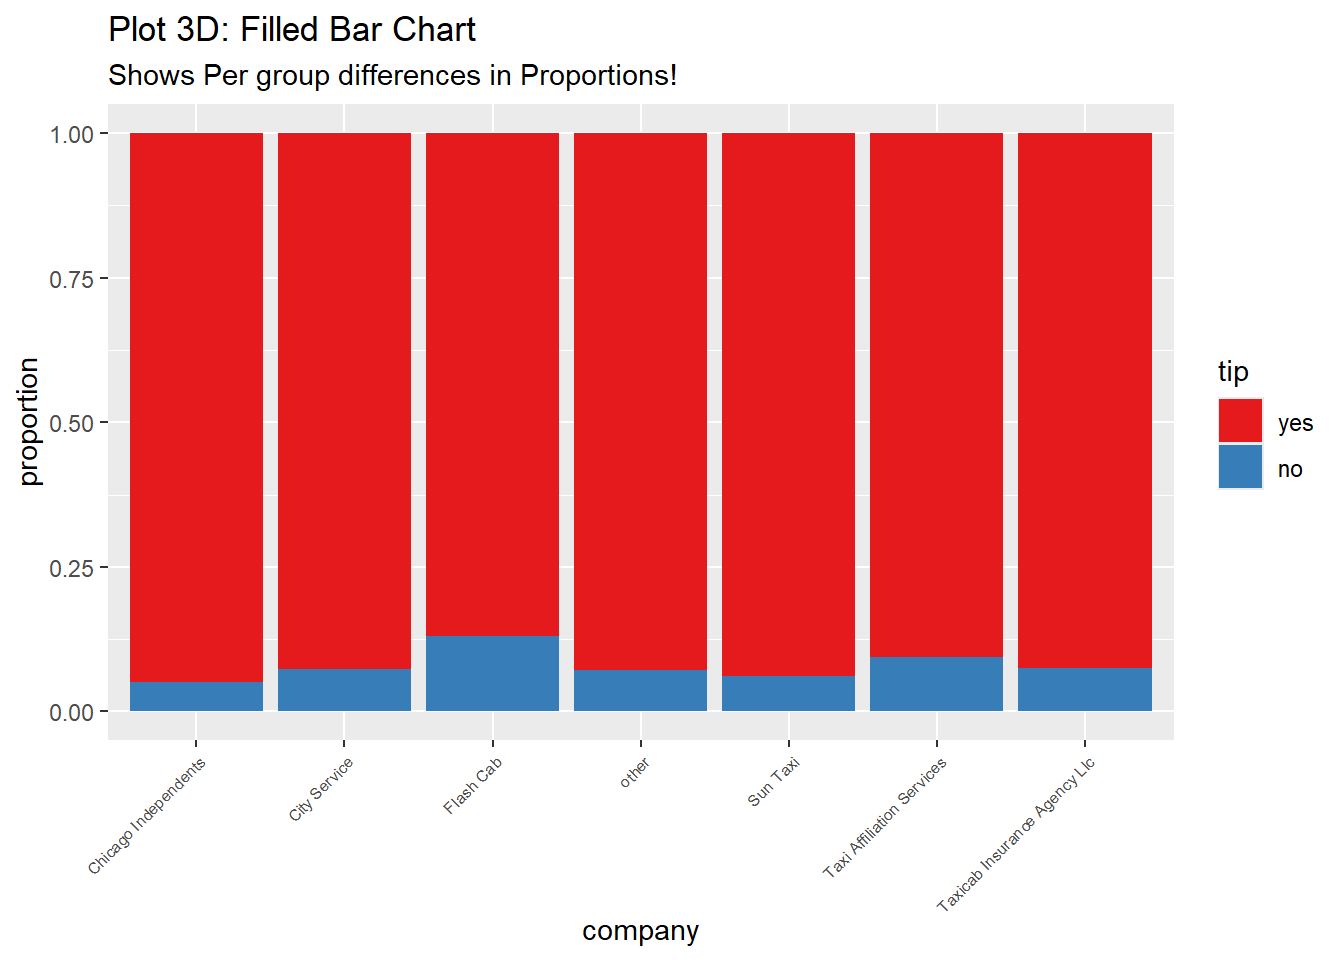 Plot 3D: Filled Bar Chart
Shows Per group differences in Proportions!
1.00
0.75
0.50
0.25
0.00
proportion
Chicago Independents
City Service
Flash Cab
other
Sun Taxi
Taxi Affiliation Services
Taxicab Insurance Agency Llc
company
tip
yes
no